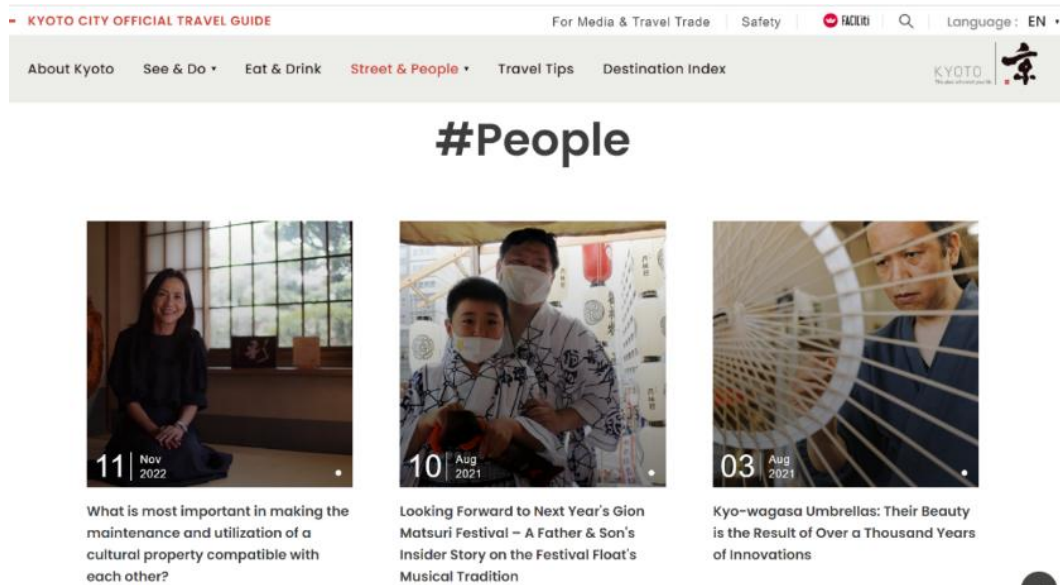 KYOTO CITY OFFICIAL TRAVEL GUIDE
For Media & Travel Trade
Safety
FACiLiti
Language : EN
About Kyoto
See & Do
Eat & Drink
Street & People
Travel Tips
Destination Index
KYOTO
京
#People
11 Nov 2022
10 Aug 2021
03 Aug 2021
What is most important in making the
maintenance and utilization of a
cultural property compatible with
each other?
Looking Forward to Next Year's Gion
Matsuri Festival – A Father & Son's
Insider Story on the Festival Float's
Musical Tradition
Kyo-wagasa Umbrellas: Their Beauty
is the Result of Over a Thousand Years
of Innovations